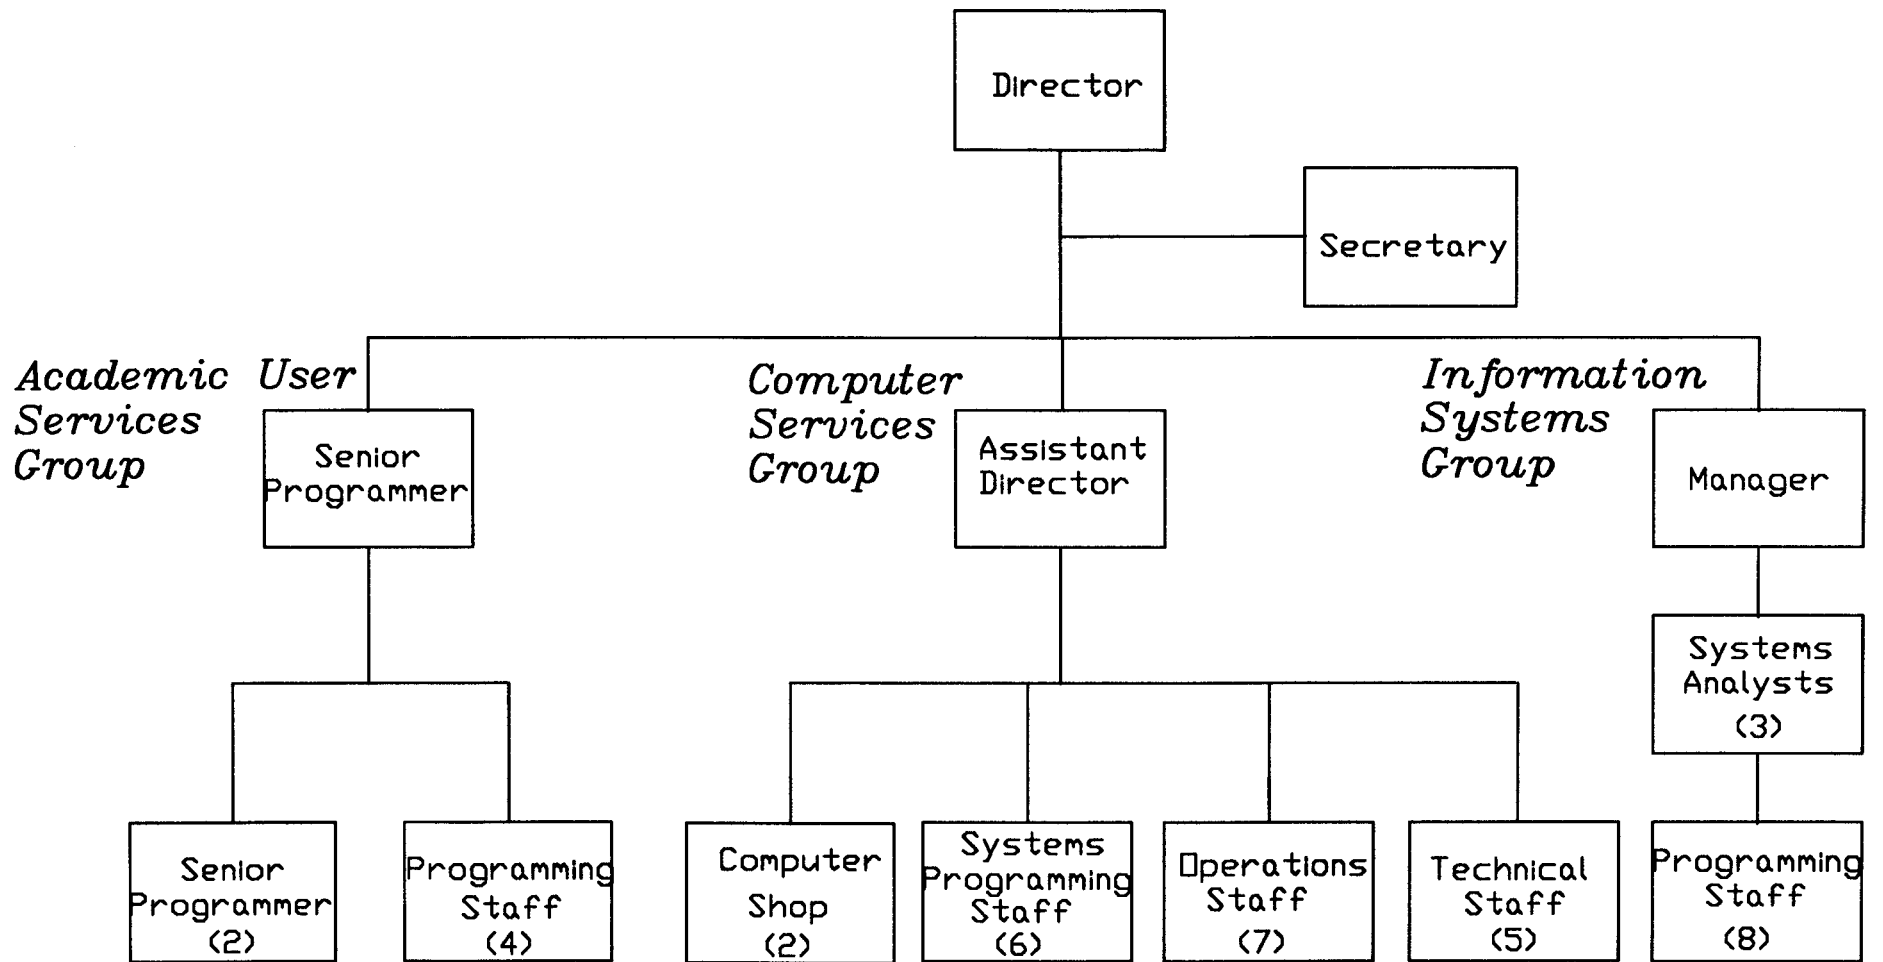 Director
Secretary
Academic User
Services
Group
Senior
Programmer
Computer
Services
Group
Assistant
Director
Information
Systems
Group
Manager
Systems
Analysts
(3)
Senior
Programmer
(2)
Programming
Staff
(4)
Computer
Shop
(2)
Systems
Programming
Staff
(6)
Operations
Staff
(7)
Technical
Staff
(5)
Programming
Staff
(8)